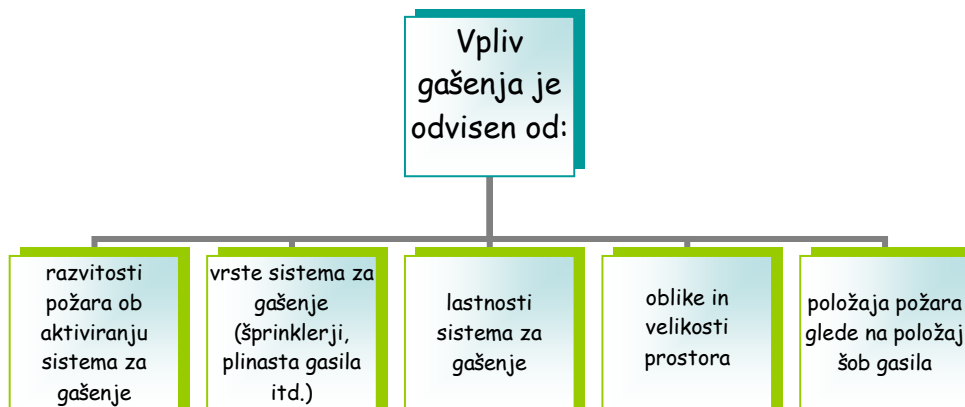 Vpliv
gašenja je
odvisen od:
razvitosti
požara ob
aktiviranju
sistema za
gašenje
vrste sistema za
gašenje
(šprinklerji,
plinasta gasila
itd.)
lastnosti
sistema za
gašenje
oblike in
velikosti
prostora
položaja požara
glede na položaj
šob gasila